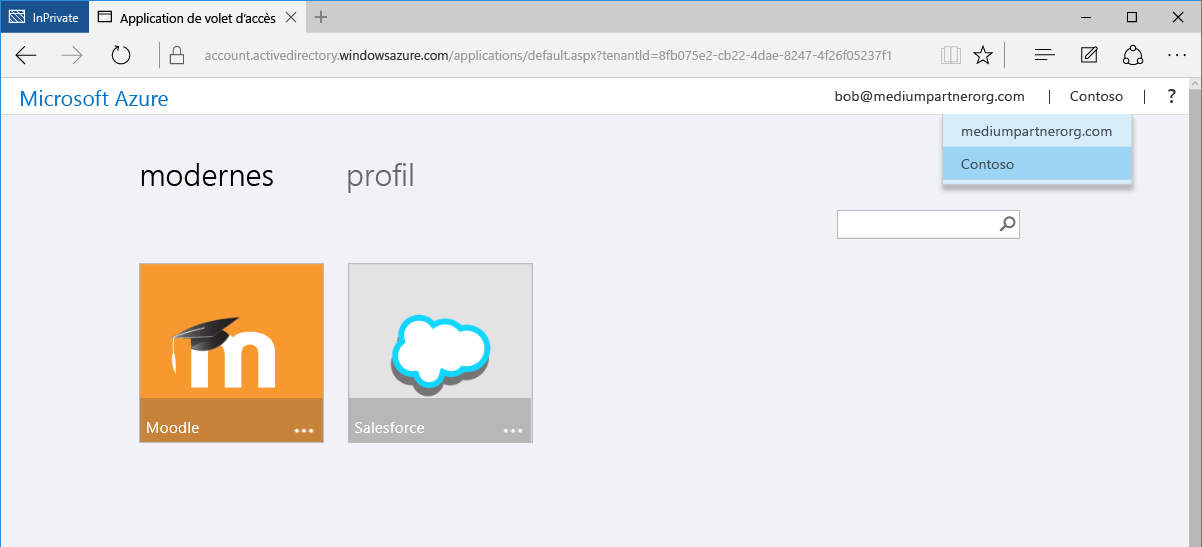 InPrivate
Application de volet d’accès
account.activedirectory.windowsazure.com/applications/default.aspx?tenantId=8fb075e2-cb22-4dae-8247-4f26f05237f1
Microsoft Azure
bob@mediumpartnerorg.com | Contoso | ?
mediumpartnerorg.com
Contoso
modernes profil
m
Moodle ...
Salesforce ...